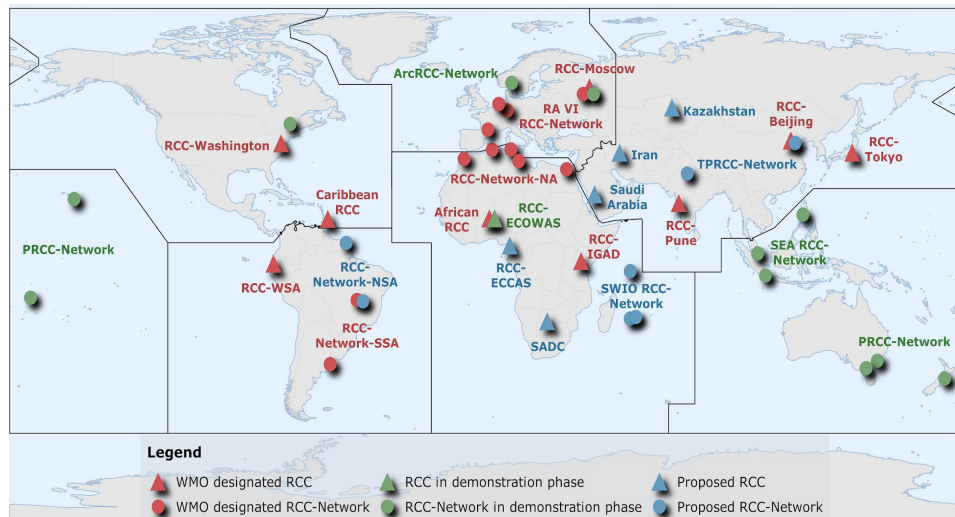 ArcRCC-Network
RCC-Moscow
RA VI
RCC-Network
Kazakhstan
RCC-
Beijing
RCC-
Tokyo
RCC-Washington
RCC-Network-NA
Iran
TPRCC-Network
Saudi
Arabia
RCC-
Pune
Caribbean
RCC
African
RCC
RCC-
ECOWAS
PRCC-Network
RCC-WSA
RCC-
Network-NSA
RCC-
ECCAS
RCC-
IGAD
SWIO RCC-
Network
SEA RCC-
Network
RCC-
Network-SSA
SADC
PRCC-Network
Legend
WMO designated RCC
RCC in demonstration phase
Proposed RCC
WMO designated RCC-Network
RCC-Network in demonstration phase
Proposed RCC-Network